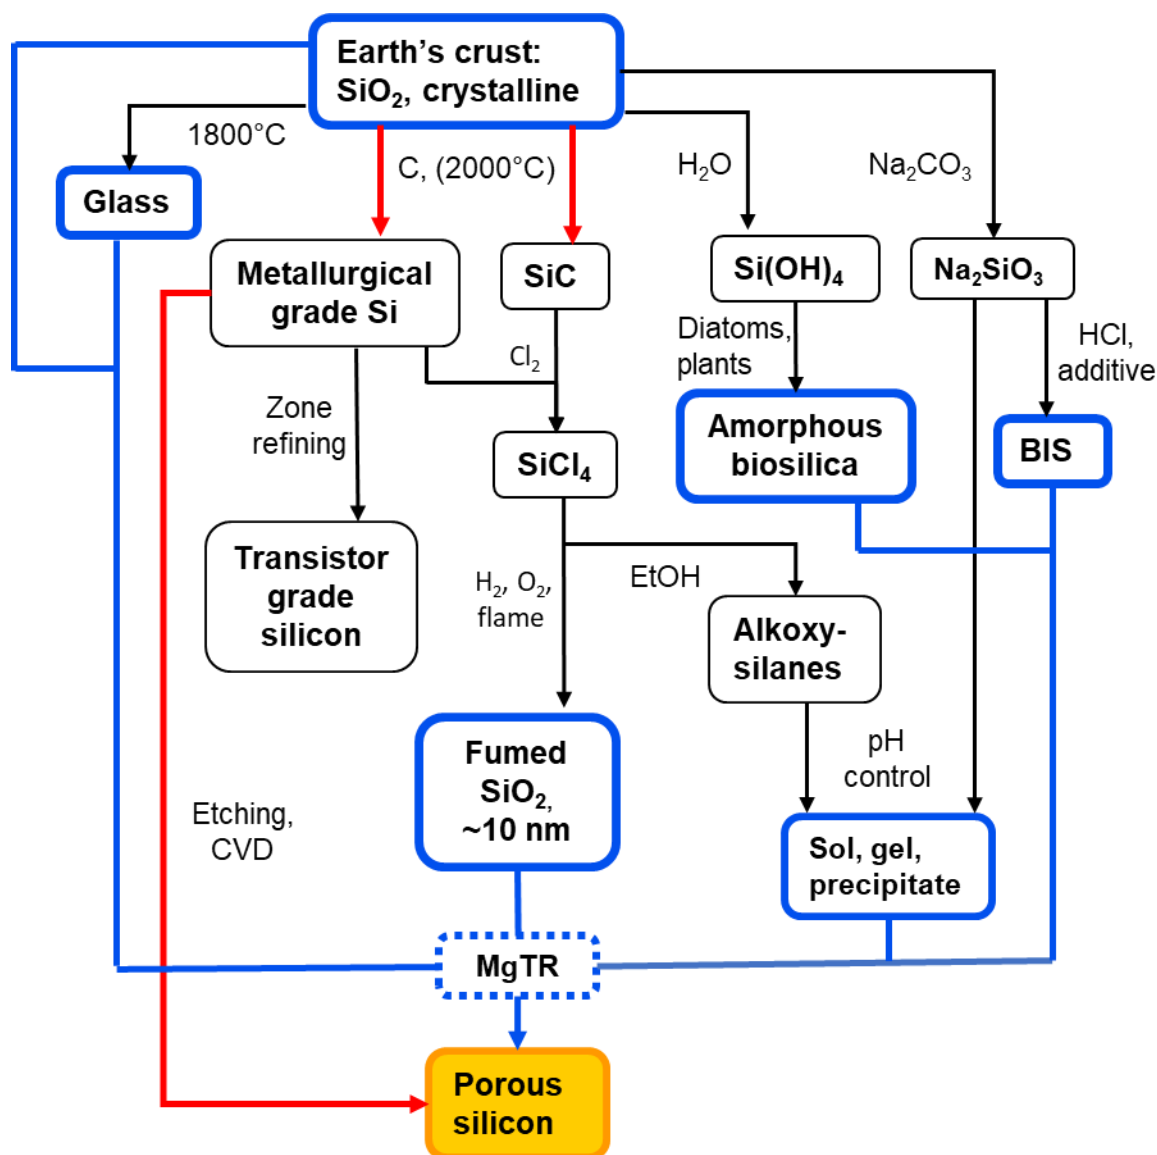 Earth's crust:
SiO₂, crystalline
1800°C
C, (2000°C)
H₂O
Na₂CO₃
Glass
Metallurgical
grade Si
SiC
Si(OH)₄
Na₂SiO₃
Cl₂
Diatoms,
plants
HCl,
additive
Zone
refining
SiCl₄
Amorphous
biosilica
BIS
Transistor
grade
silicon
H₂, O₂,
flame
EtOH
Alkoxy-
silanes
Fumed
SiO₂,
~10 nm
pH
control
Etching,
CVD
Sol, gel,
precipitate
MgTR
Porous
silicon